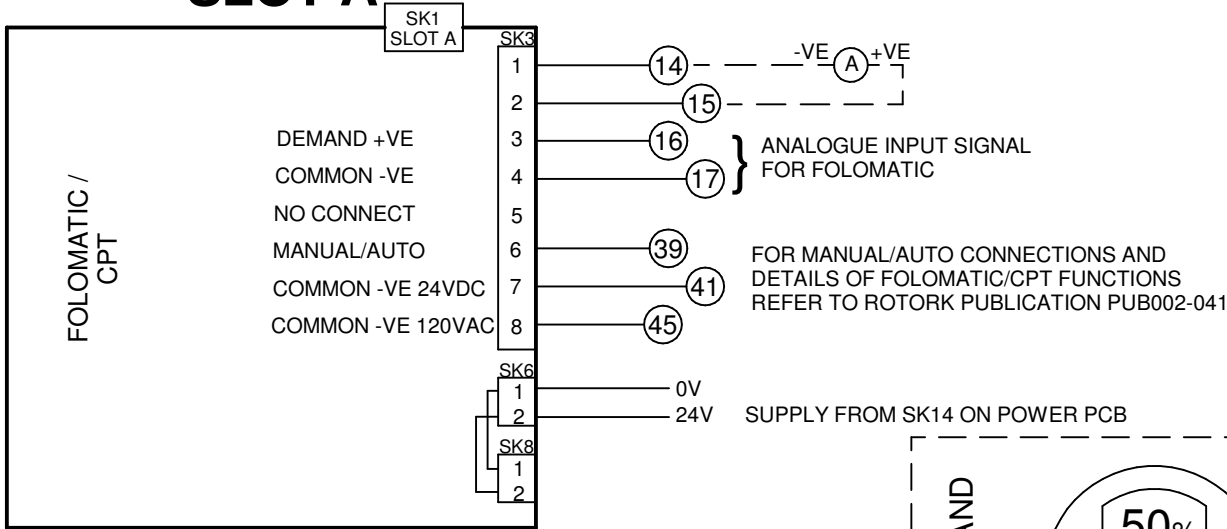 SK1
SLOT A
SK3
1
14
-VE
A
+VE
2
15
DEMAND +VE
3
16
ANALOGUE INPUT SIGNAL
FOR FOLOMATIC
COMMON -VE
4
17
NO CONNECT
5
MANUAL/AUTO
6
39
FOR MANUAL/AUTO CONNECTIONS AND
DETAILS OF FOLOMATIC/CPT FUNCTIONS
REFER TO ROTORK PUBLICATION PUB002-041
COMMON -VE 24VDC
7
41
COMMON -VE 120VAC
8
45
FOLOMATIC /
CPT
SK6
1
0V
2
24V
SUPPLY FROM SK14 ON POWER PCB
SK8
1
2
50%